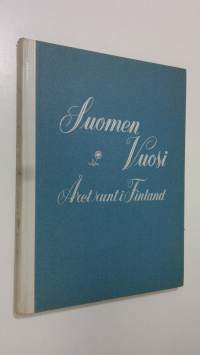 Suomen
Vuosi
Året runt i Finland